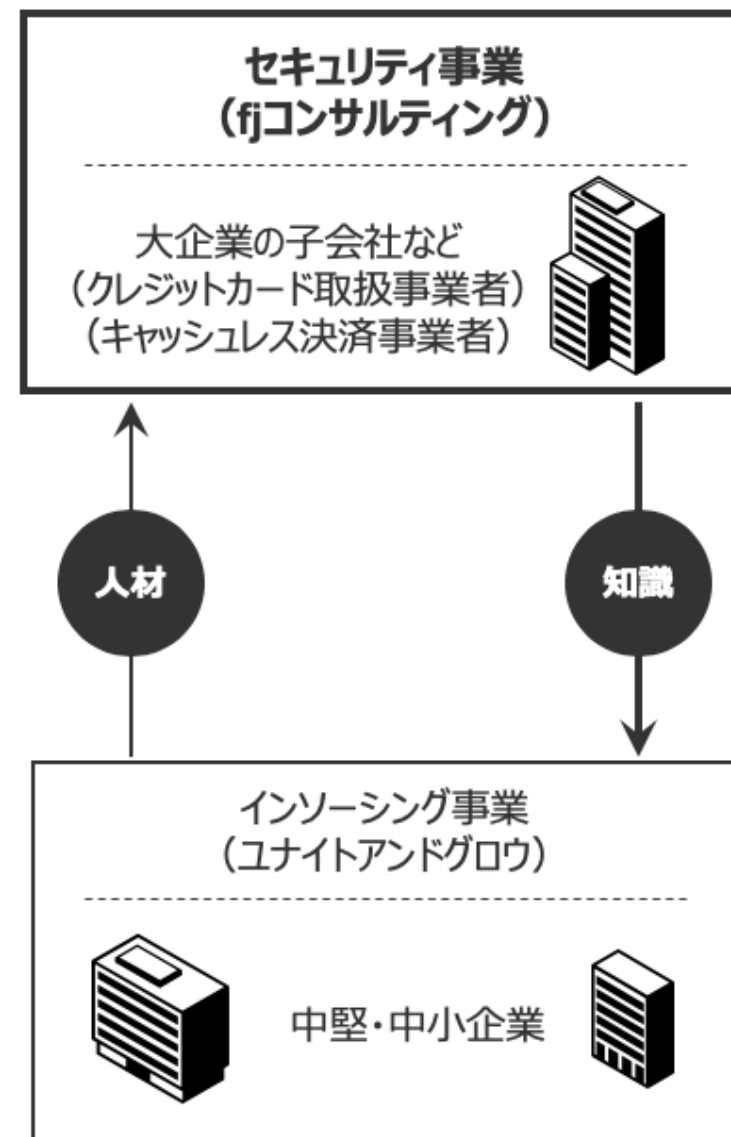 セキュリティ事業
（fjコンサルティング）
大企業の子会社など
（クレジットカード取扱事業者）
（キャッシュレス決済事業者）
人材
知識
インソーシング事業
（ユナイトアンドグロウ）
中堅・中小企業